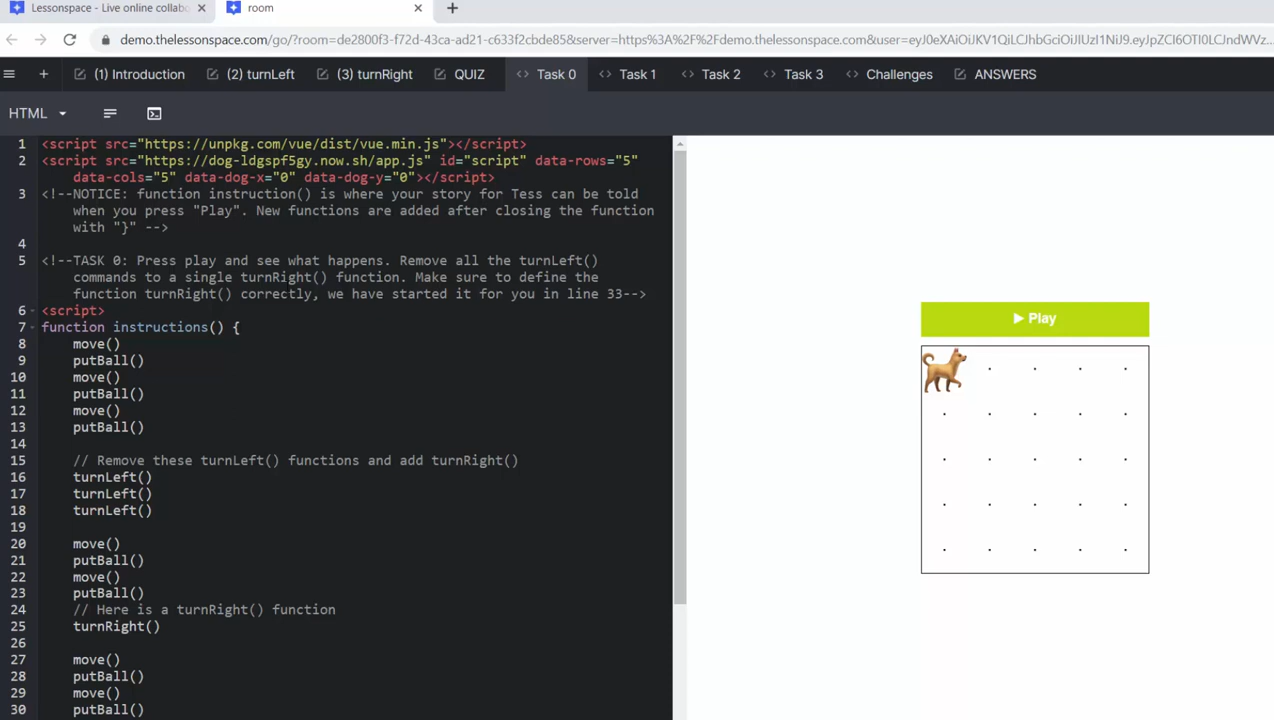 Lessonspace - Live online collabo
room
demo.thelessonspace.com/go/?room=de2800f3-f72d-43ca-ad21-c633f2cbde85&server=https%3A%2F%2Fdemo.thelessonspace.com&user=eyJ0eXAiOiJKV1QiLCJhbGciOiJIUzI1NiJ9.eyJpZCI6OTI0LCJndWVz...
(1) Introduction
(2) turnLeft
(3) turnRight
QUIZ
<> Task 0
<> Task 1
<> Task 2
<> Task 3
<> Challenges
ANSWERS
HTML
1 <script src="https://unpkg.com/vue/dist/vue.min.js"></script>
2 <script src="https://dog-ldgspf5gy.now.sh/app.js" id="script" data-rows="5"
data-cols="5" data-dog-x="0" data-dog-y="0"></script>
3 <!--NOTICE: function instruction() is where your story for Tess can be told
when you press "Play". New functions are added after closing the function
with "}" -->
4
5 <!--TASK 0: Press play and see what happens. Remove all the turnLeft()
commands to a single turnRight() function. Make sure to define the
function turnRight() correctly, we have started it for you in line 33-->
6 <script>
7 function instructions() {
8 move()
9 putBall()
10 move()
11 putBall()
12 move()
13 putBall()
14
15 // Remove these turnLeft() functions and add turnRight()
16 turnLeft()
17 turnLeft()
18 turnLeft()
19
20 move()
21 putBall()
22 move()
23 putBall()
24 // Here is a turnRight() function
25 turnRight()
26
27 move()
28 putBall()
29 move()
30 putBall()
Play